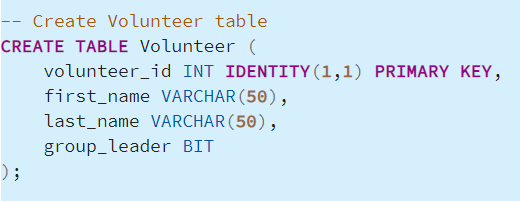 -- Create Volunteer table
CREATE TABLE Volunteer (
    volunteer_id INT IDENTITY(1,1) PRIMARY KEY,
    first_name VARCHAR(50),
    last_name VARCHAR(50),
    group_leader BIT
);